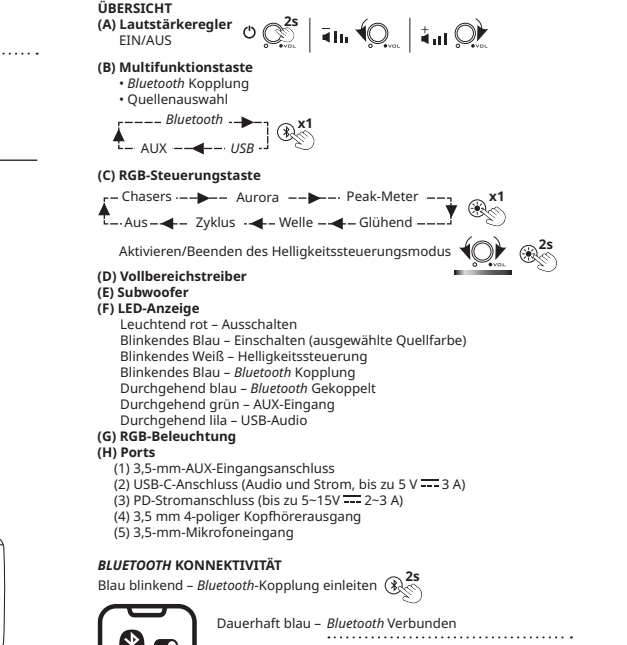 ÜBERSICHT
(A) Lautstärkeregler
EIN/AUS
2s
VOL
VOL
VOL
(B) Multifunktionstaste
• Bluetooth Kopplung
• Quellenauswahl
Bluetooth
x1
AUX
USB
(C) RGB-Steuerungstaste
Chasers Aurora Peak-Meter
x1
Aus Zyklus Welle Glühend
Aktivieren/Beenden des Helligkeitssteuerungsmodus
VOL
2s
(D) Vollbereichstreiber
(E) Subwoofer
(F) LED-Anzeige
Leuchtend rot – Ausschalten
Blinkendes Blau – Einschalten (ausgewählte Quellfarbe)
Blinkendes Weiß – Helligkeitssteuerung
Blinkendes Blau – Bluetooth Kopplung
Durchgehend blau – Bluetooth Gekoppelt
Durchgehend grün – AUX-Eingang
Durchgehend lila – USB-Audio
(G) RGB-Beleuchtung
(H) Ports
(1) 3,5-mm-AUX-Eingangsanschluss
(2) USB-C-Anschluss (Audio und Strom, bis zu 5 V ⎓ 3 A)
(3) PD-Stromanschluss (bis zu 5~15V ⎓ 2~3 A)
(4) 3,5 mm 4-poliger Kopfhörerausgang
(5) 3,5-mm-Mikrofoneingang
BLUETOOTH KONNEKTIVITÄT
Blau blinkend – Bluetooth-Kopplung einleiten
2s
Dauerhaft blau – Bluetooth Verbunden